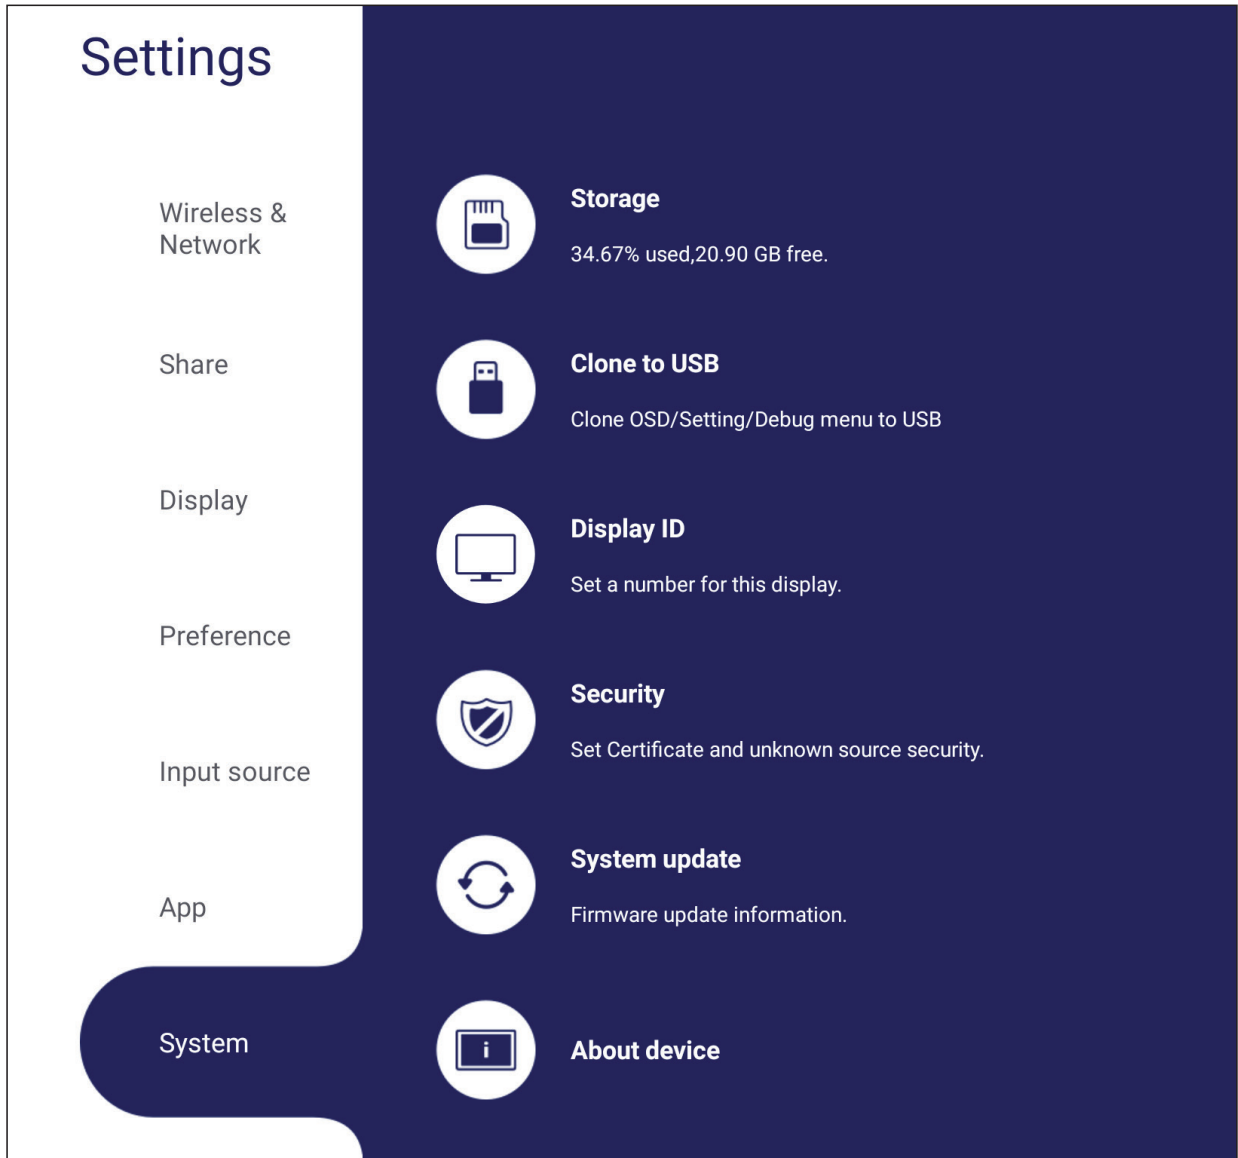 Settings
Wireless &
Network
Share
Display
Preference
Input source
App
System
Storage
34.67% used,20.90 GB free.
Clone to USB
Clone OSD/Setting/Debug menu to USB
Display ID
Set a number for this display.
Security
Set Certificate and unknown source security.
System update
Firmware update information.
i
About device